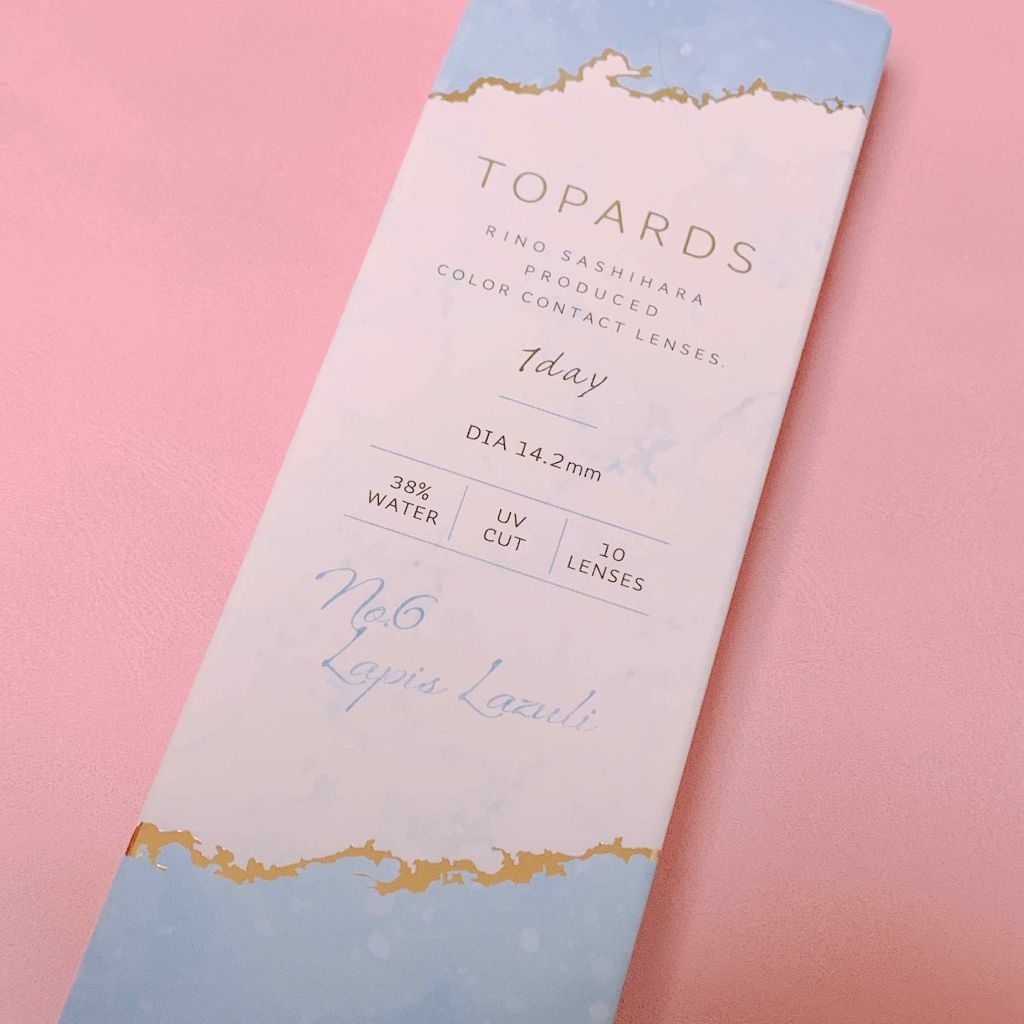 TOPARDS
RINO SASHIHARA
PRODUCED
COLOR CONTACT LENSES.
1day
DIA 14.2mm
38%
WATER
UV
CUT
10
LENSES
No.6
Lapis Lazuli